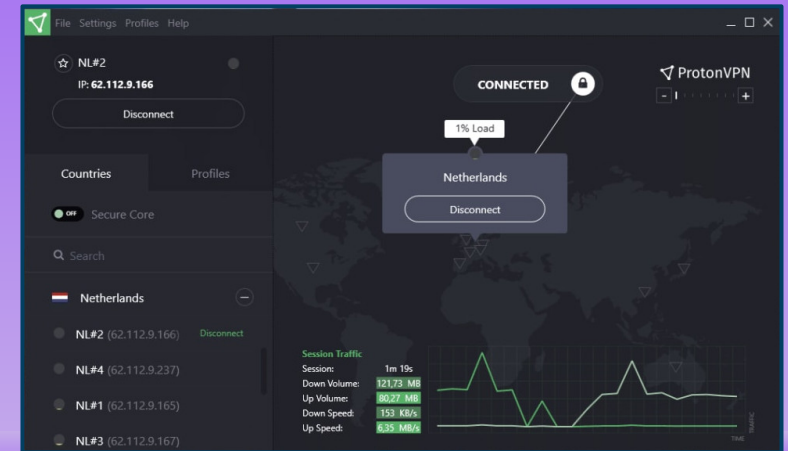 File Settings Profiles Help
NL#2
IP: 62.112.9.166
Disconnect
Countries Profiles
OFF Secure Core
Search
Netherlands
NL#2 (62.112.9.166) Disconnect
NL#4 (62.112.9.237)
NL#1 (62.112.9.165)
NL#3 (62.112.9.167)
CONNECTED
ProtonVPN
- +
1% Load
Netherlands
Disconnect
Session Traffic
Session: 1m 19s
Down Volume: 121,73 MB
Up Volume: 80,27 MB
Down Speed: 153 KB/s
Up Speed: 6,35 MB/s
TRAFFIC
TIME